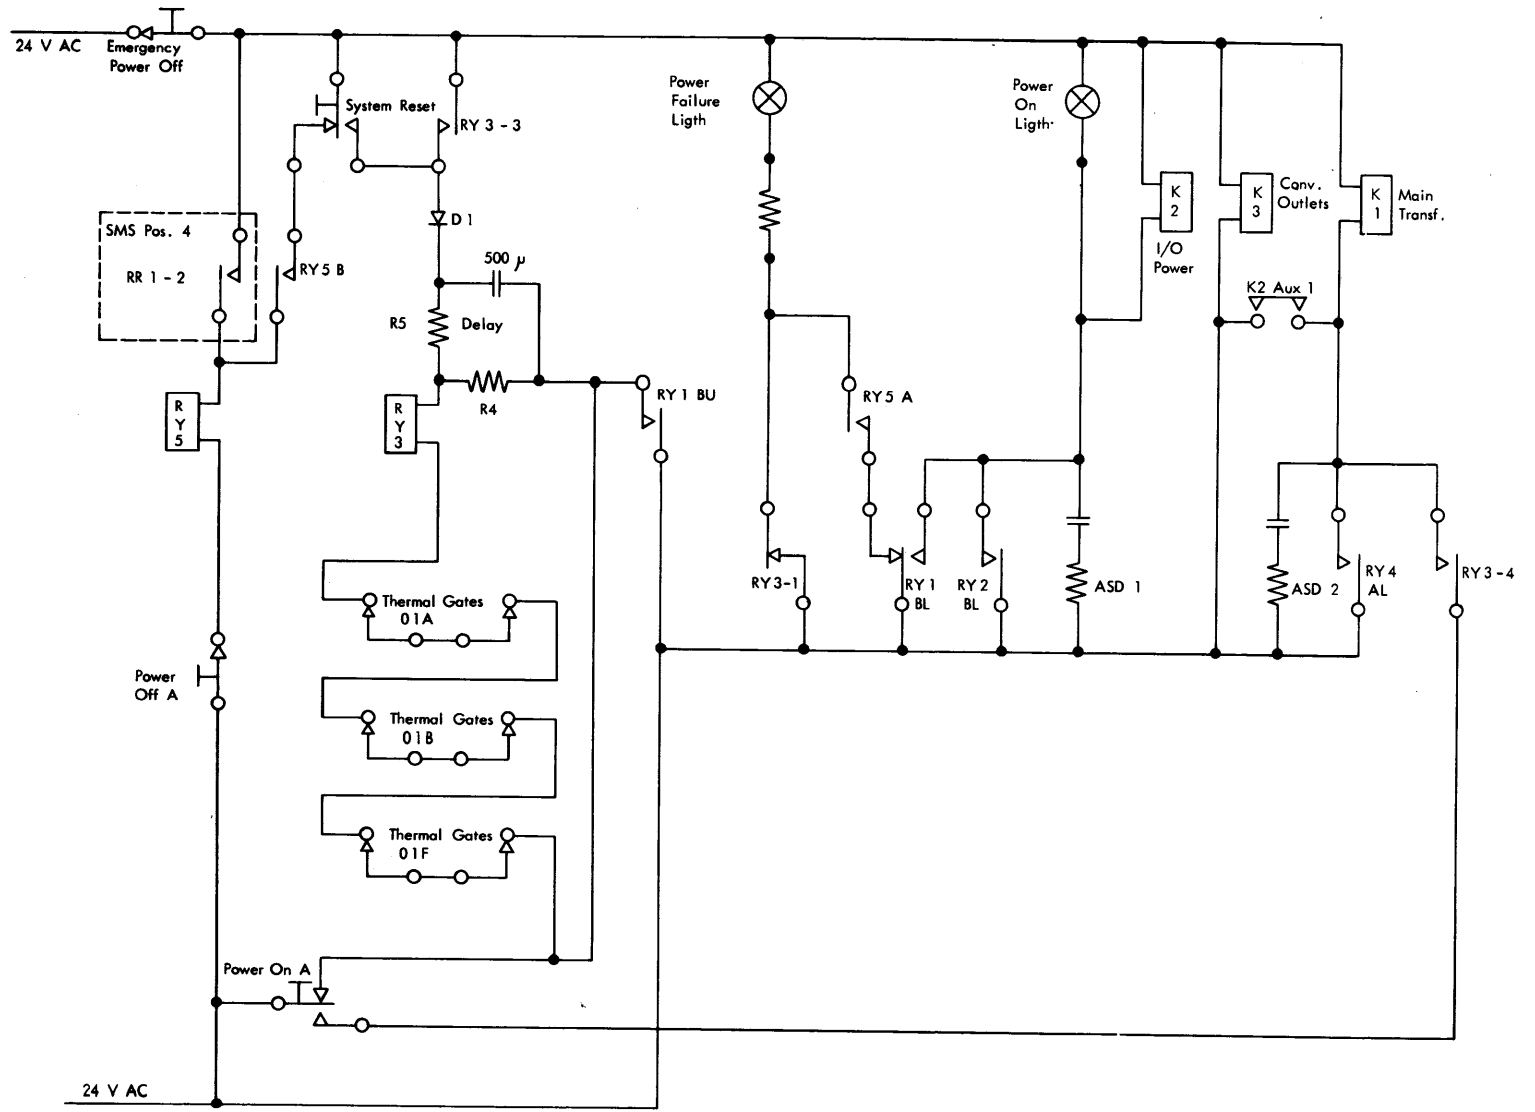 24 V AC
Emergency
Power Off
System Reset
RY 3 - 3
Power
Failure
Ligth
Power
On
Ligth
SMS Pos. 4
RR 1 - 2
RY 5 B
D 1
500 μ
R5
Delay
R4
RY 1 BU
RY 5 A
K
2
I/O
Power
K
3
Conv.
Outlets
K
1
Main
Transf.
K2 Aux 1
R
Y
5
R
Y
3
Thermal Gates
01A
Thermal Gates
01B
Thermal Gates
01F
Power
Off A
RY 3-1
RY 1
BL
RY 2
BL
ASD 1
ASD 2
RY 4
AL
RY 3-4
Power On A
24 V AC